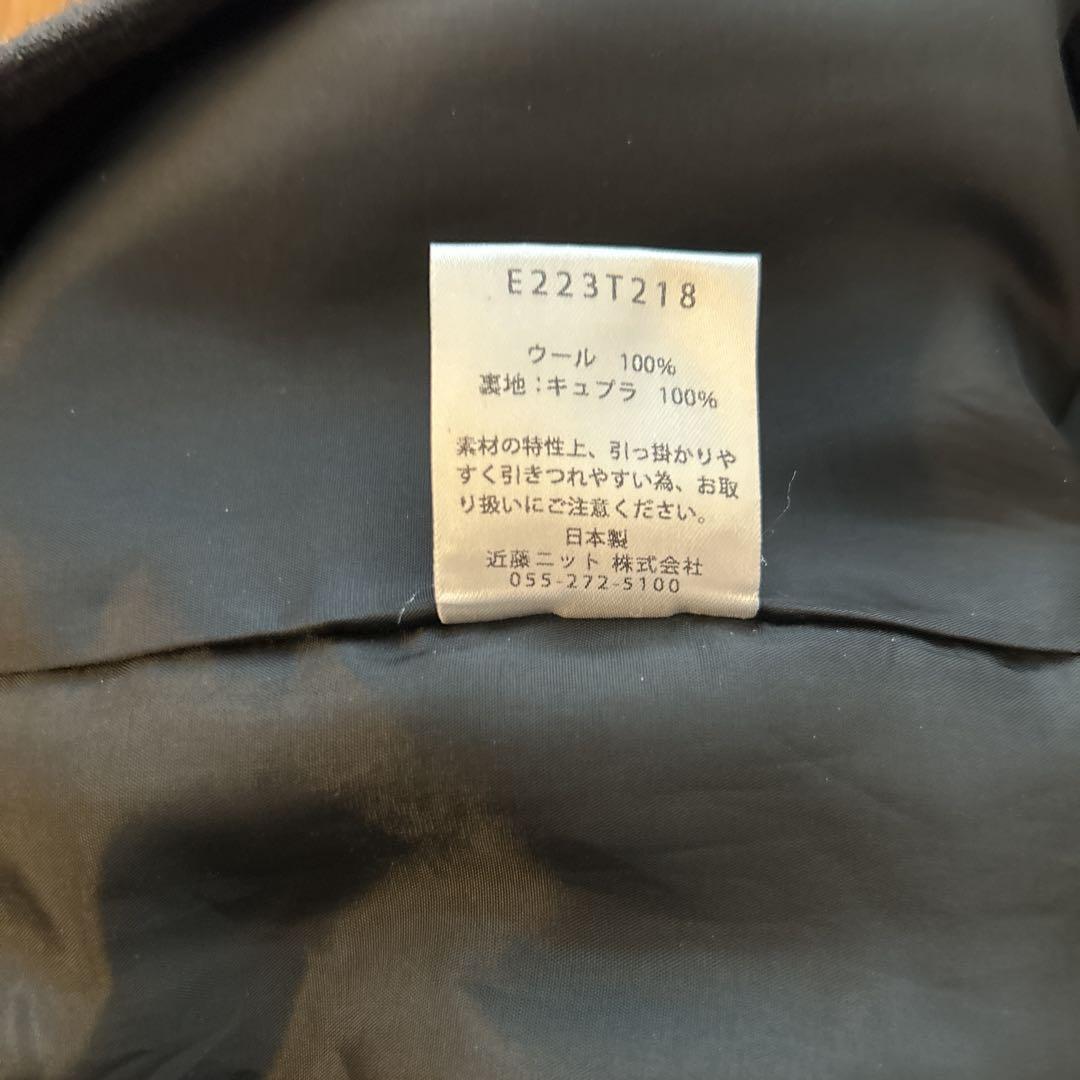 E223T218
ウール 100%
裏地：キュプラ 100%
素材の特性上、引っ掛かりや
すく引きつれやすい為、お取
り扱いにご注意ください。
日本製
近藤ニット 株式会社
055-272-5100